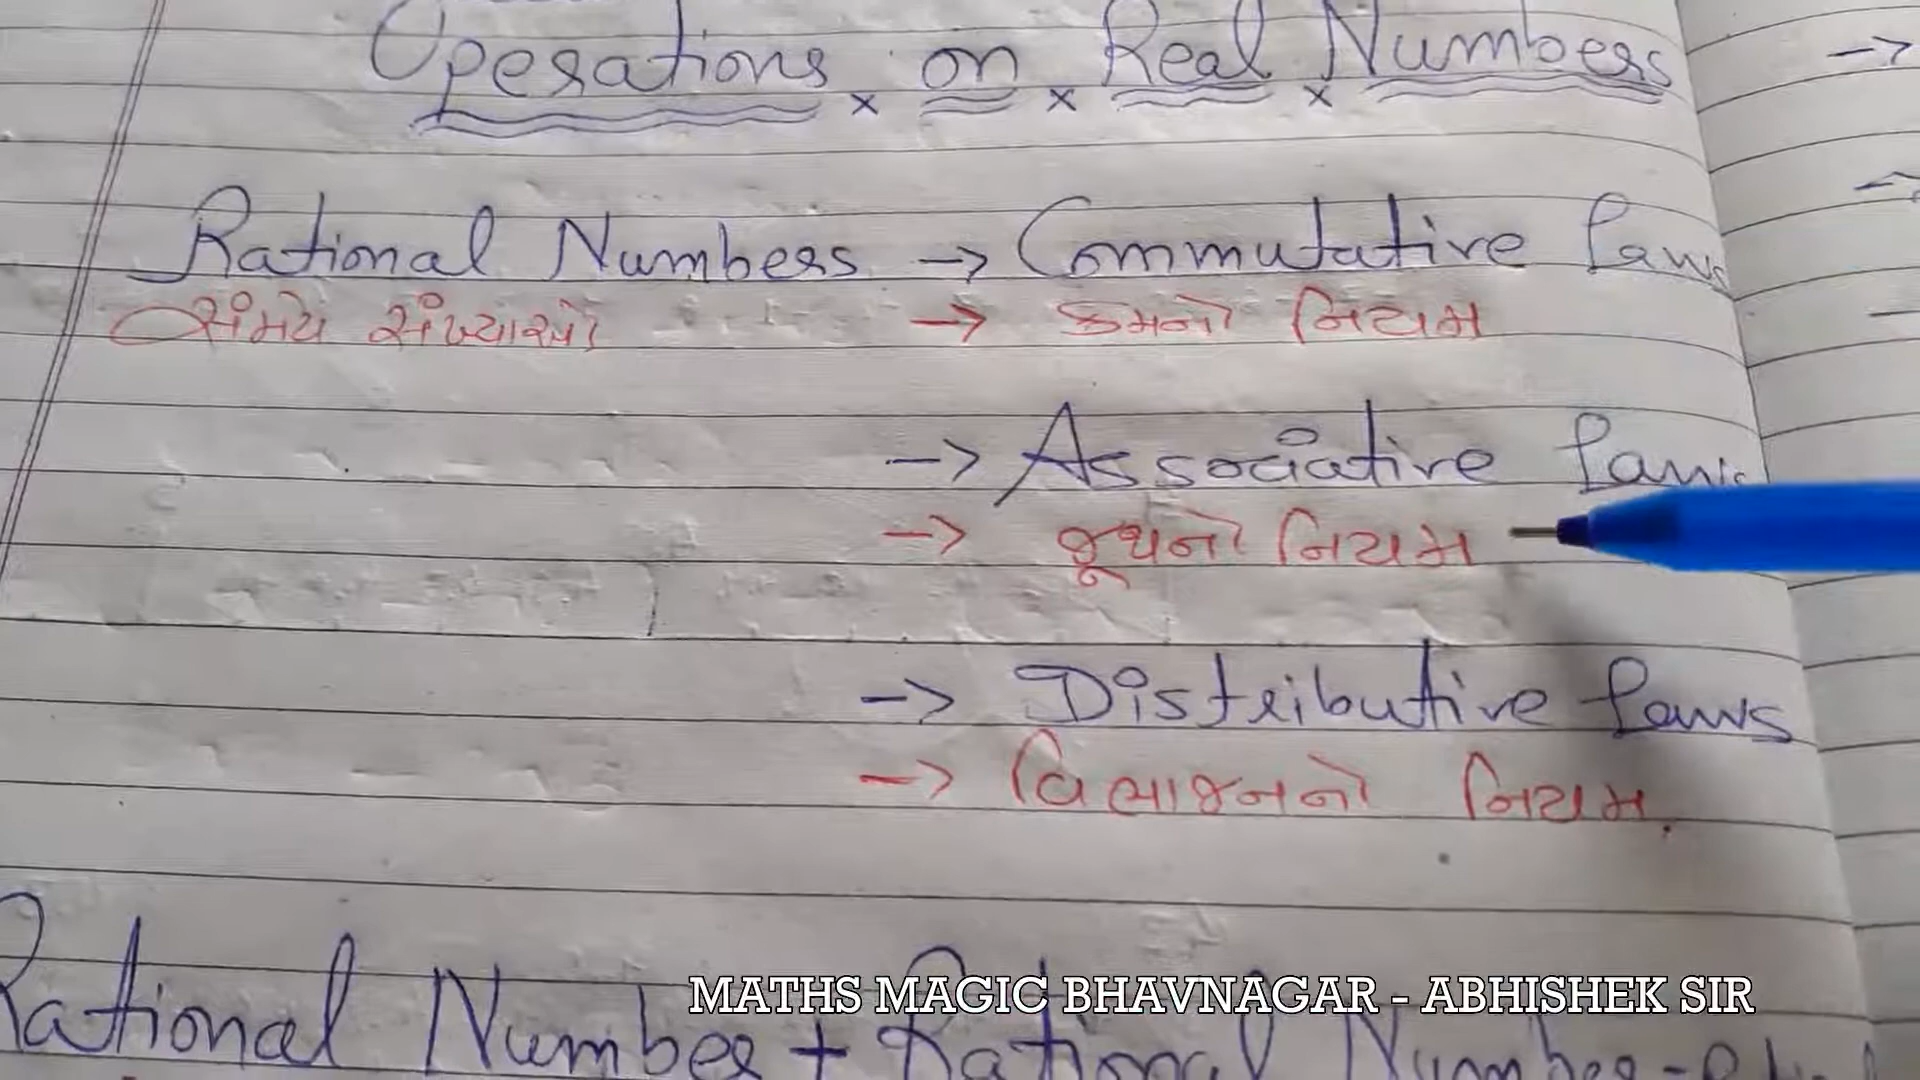 Operations on Real Numbers
Rational Numbers → Commutative Laws
સંમેય સંખ્યાઓ → ક્રમનો નિયમ
→ Associative Laws
→ જૂથનો નિયમ
→ Distributive Laws
→ વિભાજનનો નિયમ.
MATHS MAGIC BHAVNAGAR - ABHISHEK SIR
Rational Number + Rational Number